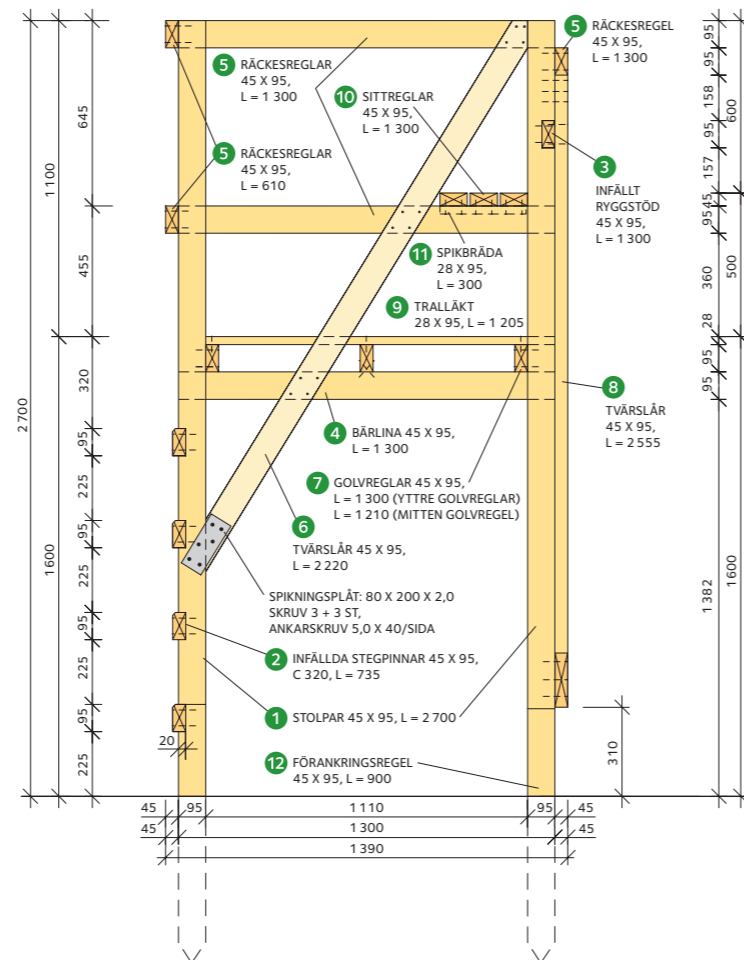 5 RÄCKESREGLAR
45 X 95,
L = 1 300
10 SITTREGLAR
45 X 95,
L = 1 300
5 RÄCKESREGEL
45 X 95,
L = 1 300
5 RÄCKESREGLAR
45 X 95,
L = 610
3
INFÄLLT
RYGGSTÖD
45 X 95,
L = 1 300
11 SPIKBRÄDA
28 X 95,
L = 300
9 TRALLÄKT
28 X 95, L = 1 205
8
TVÄRSLÅR
45 X 95,
L = 2 555
4 BÄRLINA 45 X 95,
L = 1 300
7 GOLVREGLAR 45 X 95,
L = 1 300 (YTTRE GOLVREGLAR)
L = 1 210 (MITTEN GOLVREGEL)
6
TVÄRSLÅR 45 X 95,
L = 2 220
SPIKNINGSPLÅT: 80 X 200 X 2,0
SKRUV 3 + 3 ST,
ANKARSKRUV 5,0 X 40/SIDA
2 INFÄLLDA STEGPINNAR 45 X 95,
C 320, L = 735
1 STOLPAR 45 X 95, L = 2 700
12 FÖRANKRINGSREGEL
45 X 95, L = 900
2 700
1 100
1600
645
455
320
95
225
95
225
95
225
95
225
20
95
95
158
95
157
45
95
360
28
95
95
1 382
600
500
1600
310
45
95
1 110
95
45
1 300
45
45
1 390